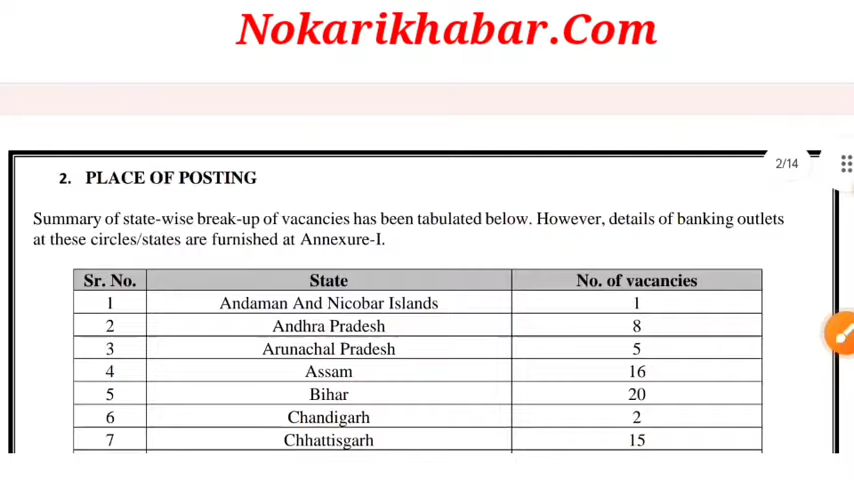 Nokarikhabar.Com
2/14
2. PLACE OF POSTING
Summary of state-wise break-up of vacancies has been tabulated below. However, details of banking outlets
at these circles/states are furnished at Annexure-I.
Sr. No. State No. of vacancies
1 Andaman And Nicobar Islands 1
2 Andhra Pradesh 8
3 Arunachal Pradesh 5
4 Assam 16
5 Bihar 20
6 Chandigarh 2
7 Chhattisgarh 15